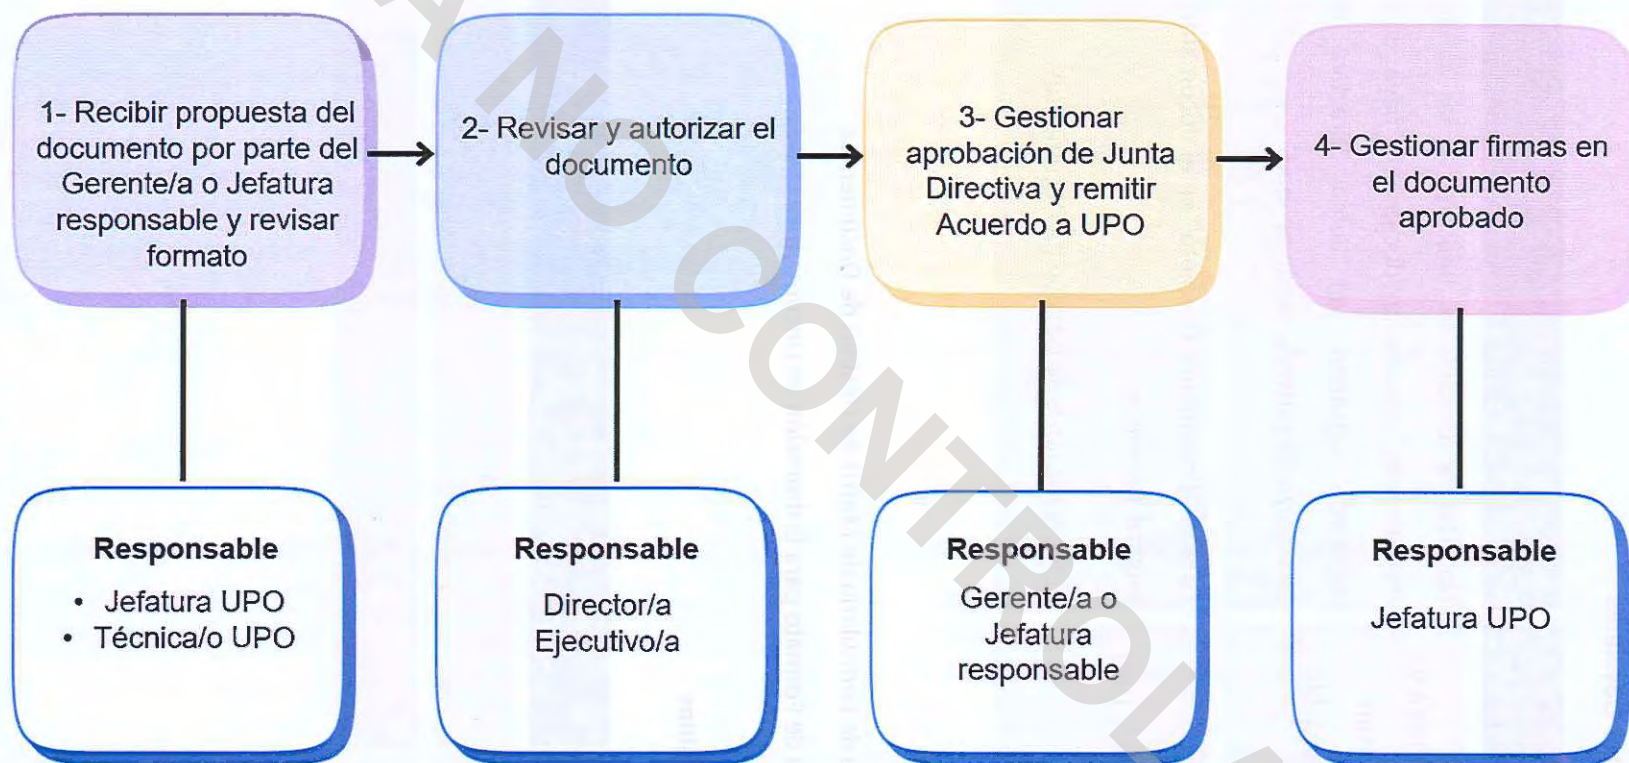 1- Recibir propuesta del
documento por parte del
Gerente/a o Jefatura
responsable y revisar
formato
2- Revisar y autorizar el
documento
3- Gestionar
aprobación de Junta
Directiva y remitir
Acuerdo a UPO
4- Gestionar firmas en
el documento
aprobado
Responsable
• Jefatura UPO
• Técnica/o UPO
Responsable
Director/a
Ejecutivo/a
Responsable
Gerente/a o
Jefatura
responsable
Responsable
Jefatura UPO
A NO CONTROLA